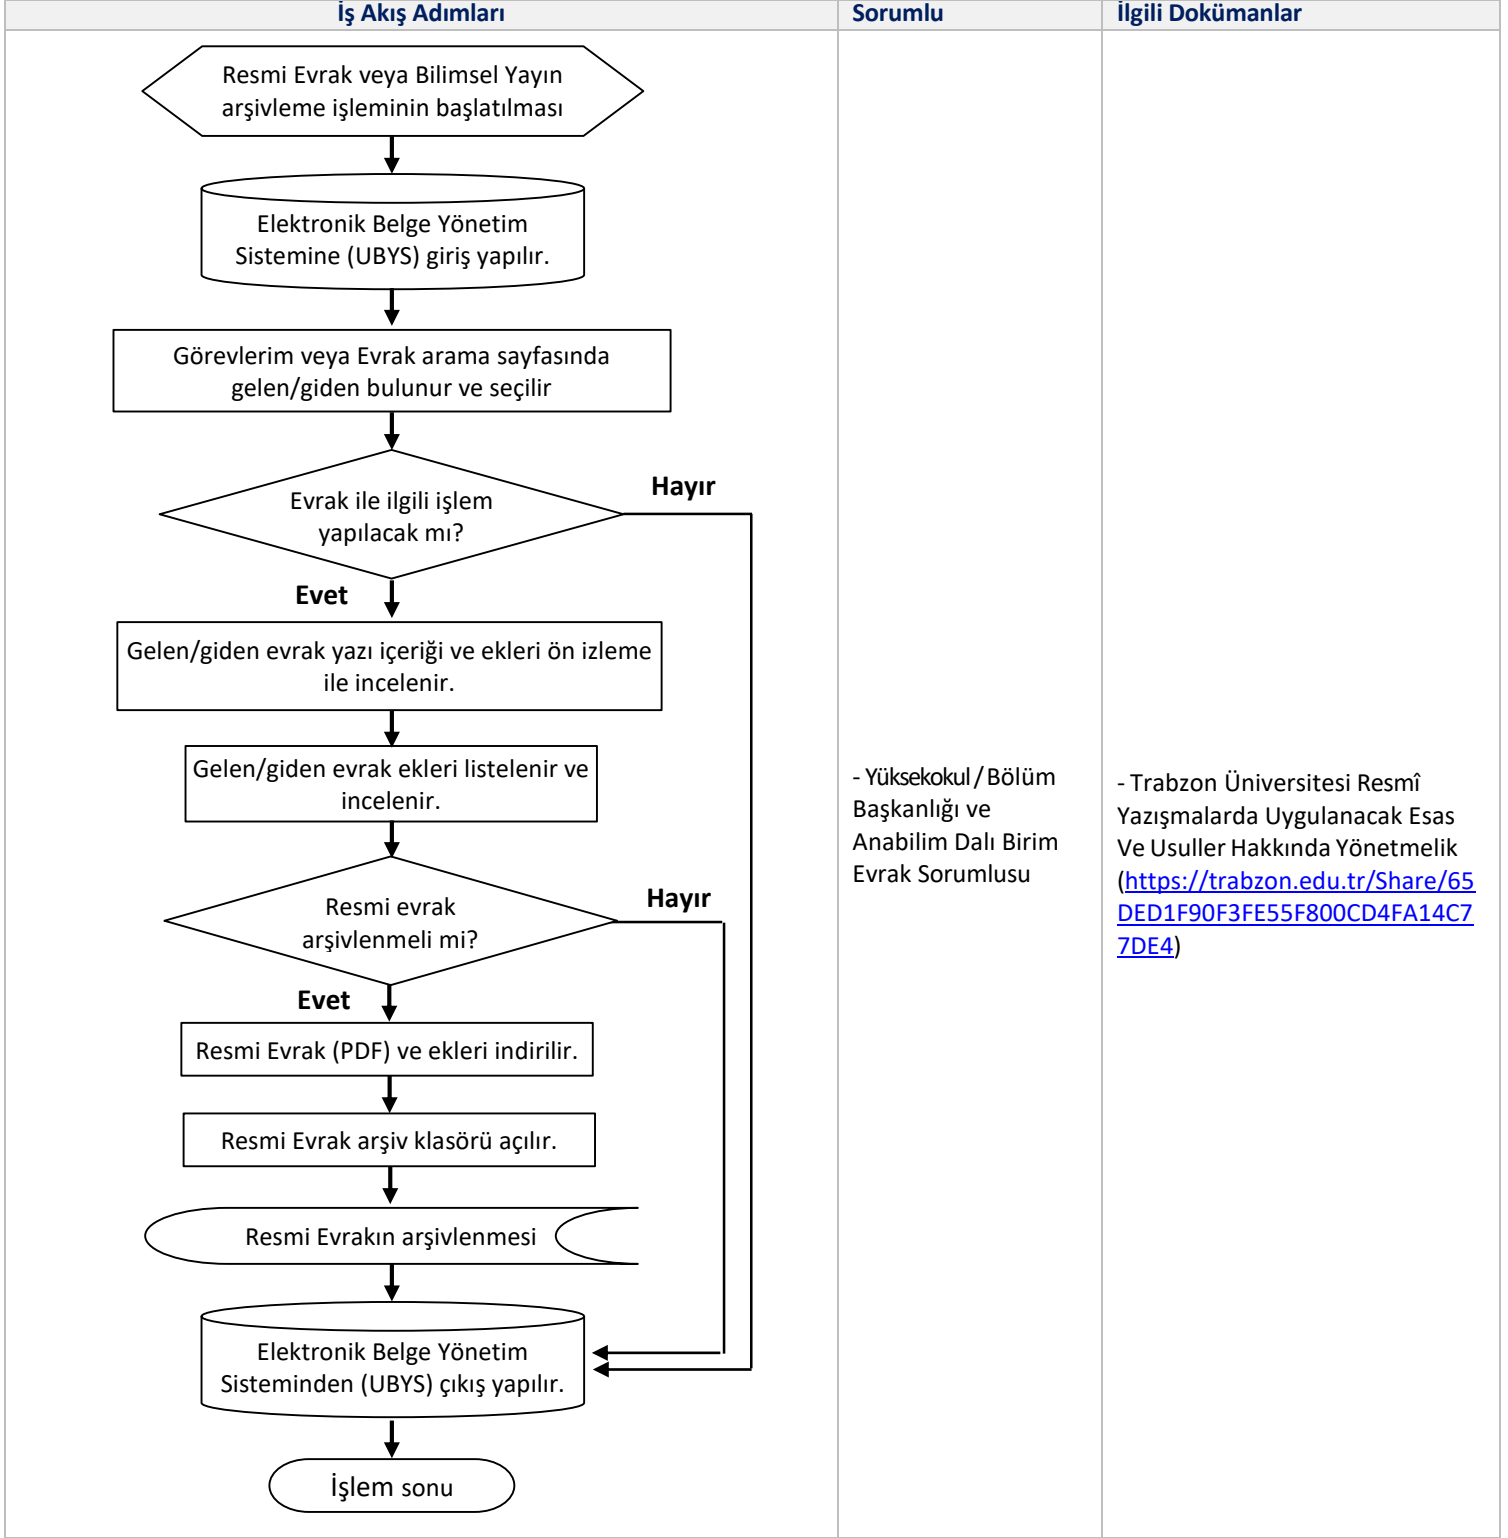 İş Akış Adımları
Sorumlu
İlgili Dokümanlar
Resmi Evrak veya Bilimsel Yayın
arşivleme işleminin başlatılması
Elektronik Belge Yönetim
Sistemine (UBYS) giriş yapılır.
Görevlerim veya Evrak arama sayfasında
gelen/giden bulunur ve seçilir
Evrak ile ilgili işlem
yapılacak mı?
Hayır
Evet
Gelen/giden evrak yazı içeriği ve ekleri ön izleme
ile incelenir.
Gelen/giden evrak ekleri listelenir ve
incelenir.
Resmi evrak
arşivlenmeli mi?
Hayır
Evet
Resmi Evrak (PDF) ve ekleri indirilir.
Resmi Evrak arşiv klasörü açılır.
Resmi Evrakın arşivlenmesi
Elektronik Belge Yönetim
Sisteminden (UBYS) çıkış yapılır.
İşlem sonu
- Yüksekokul / Bölüm
Başkanlığı ve
Anabilim Dalı Birim
Evrak Sorumlusu
- Trabzon Üniversitesi Resmî
Yazışmalarda Uygulanacak Esas
Ve Usuller Hakkında Yönetmelik
(https://trabzon.edu.tr/Share/65
DED1F90F3FE55F800CD4FA14C7
7DE4)